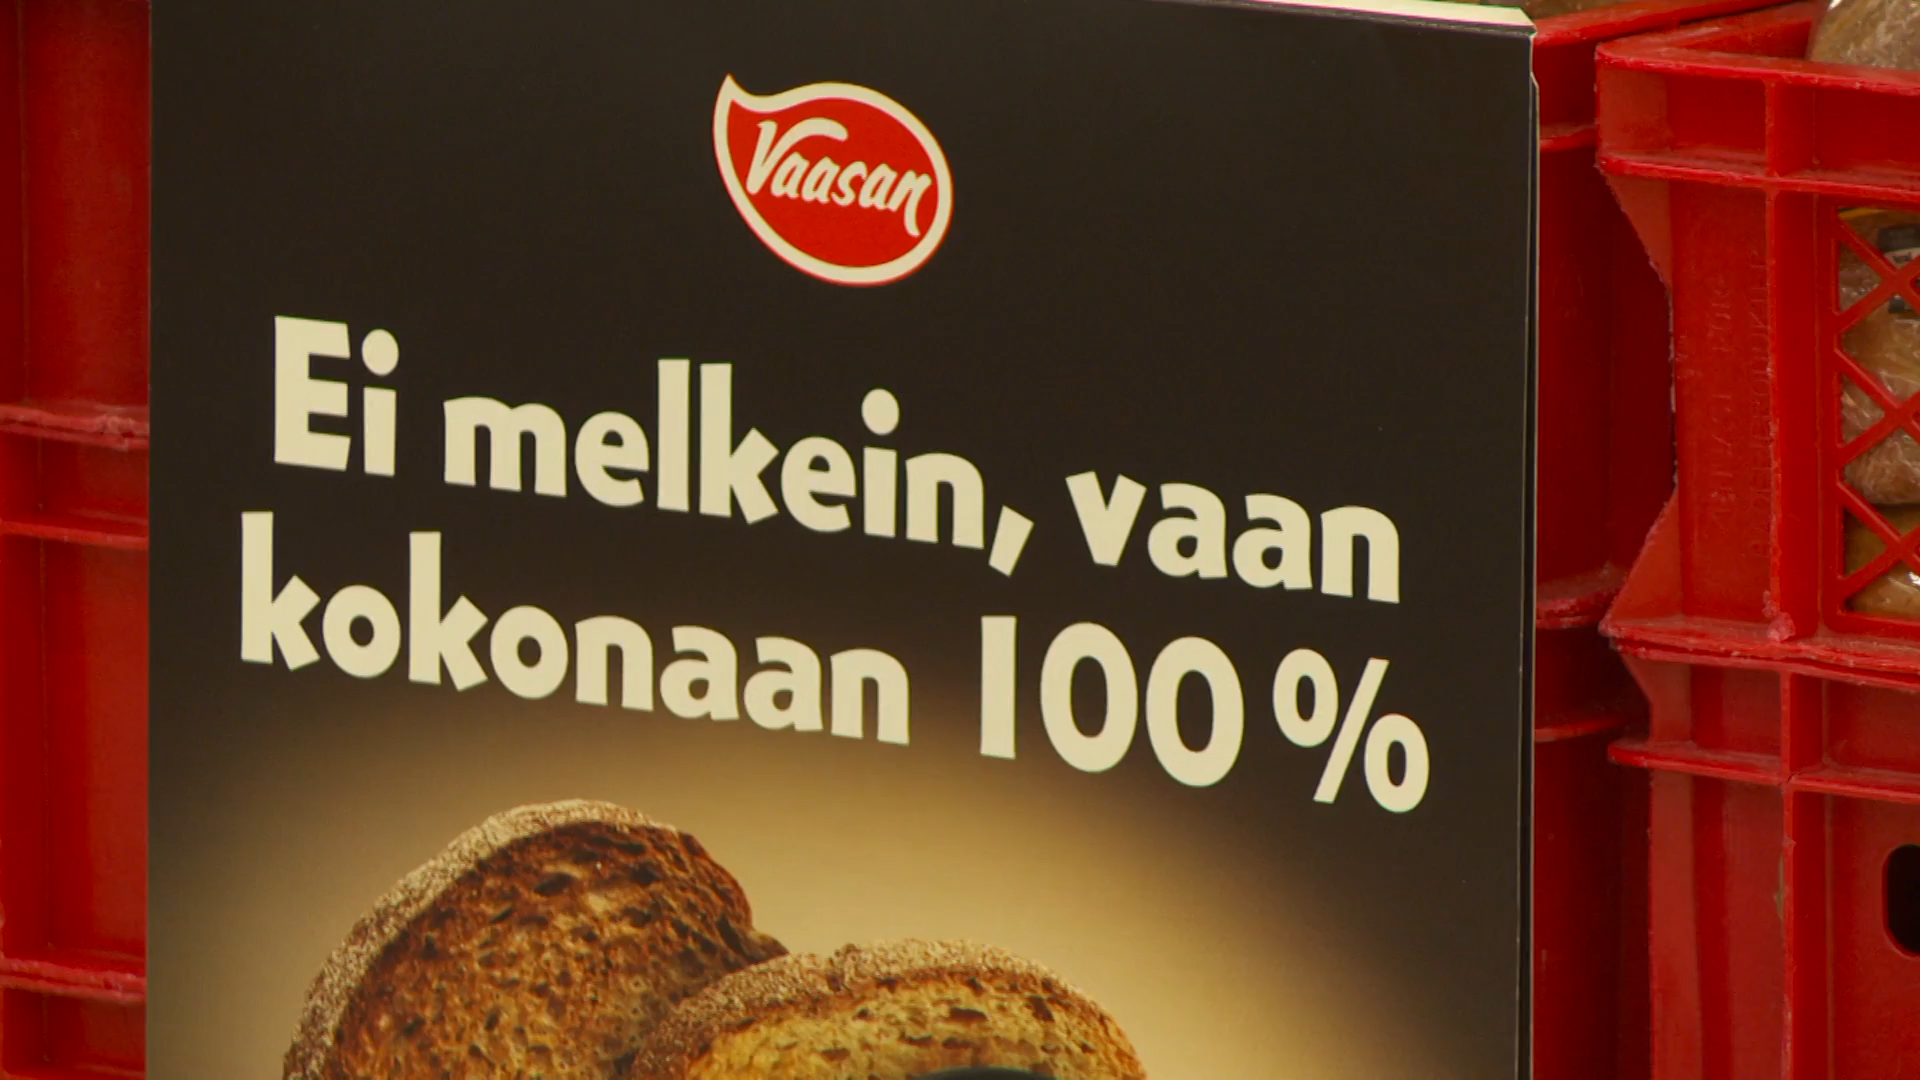 Vaasan
Ei melkein, vaan
kokonaan 100%